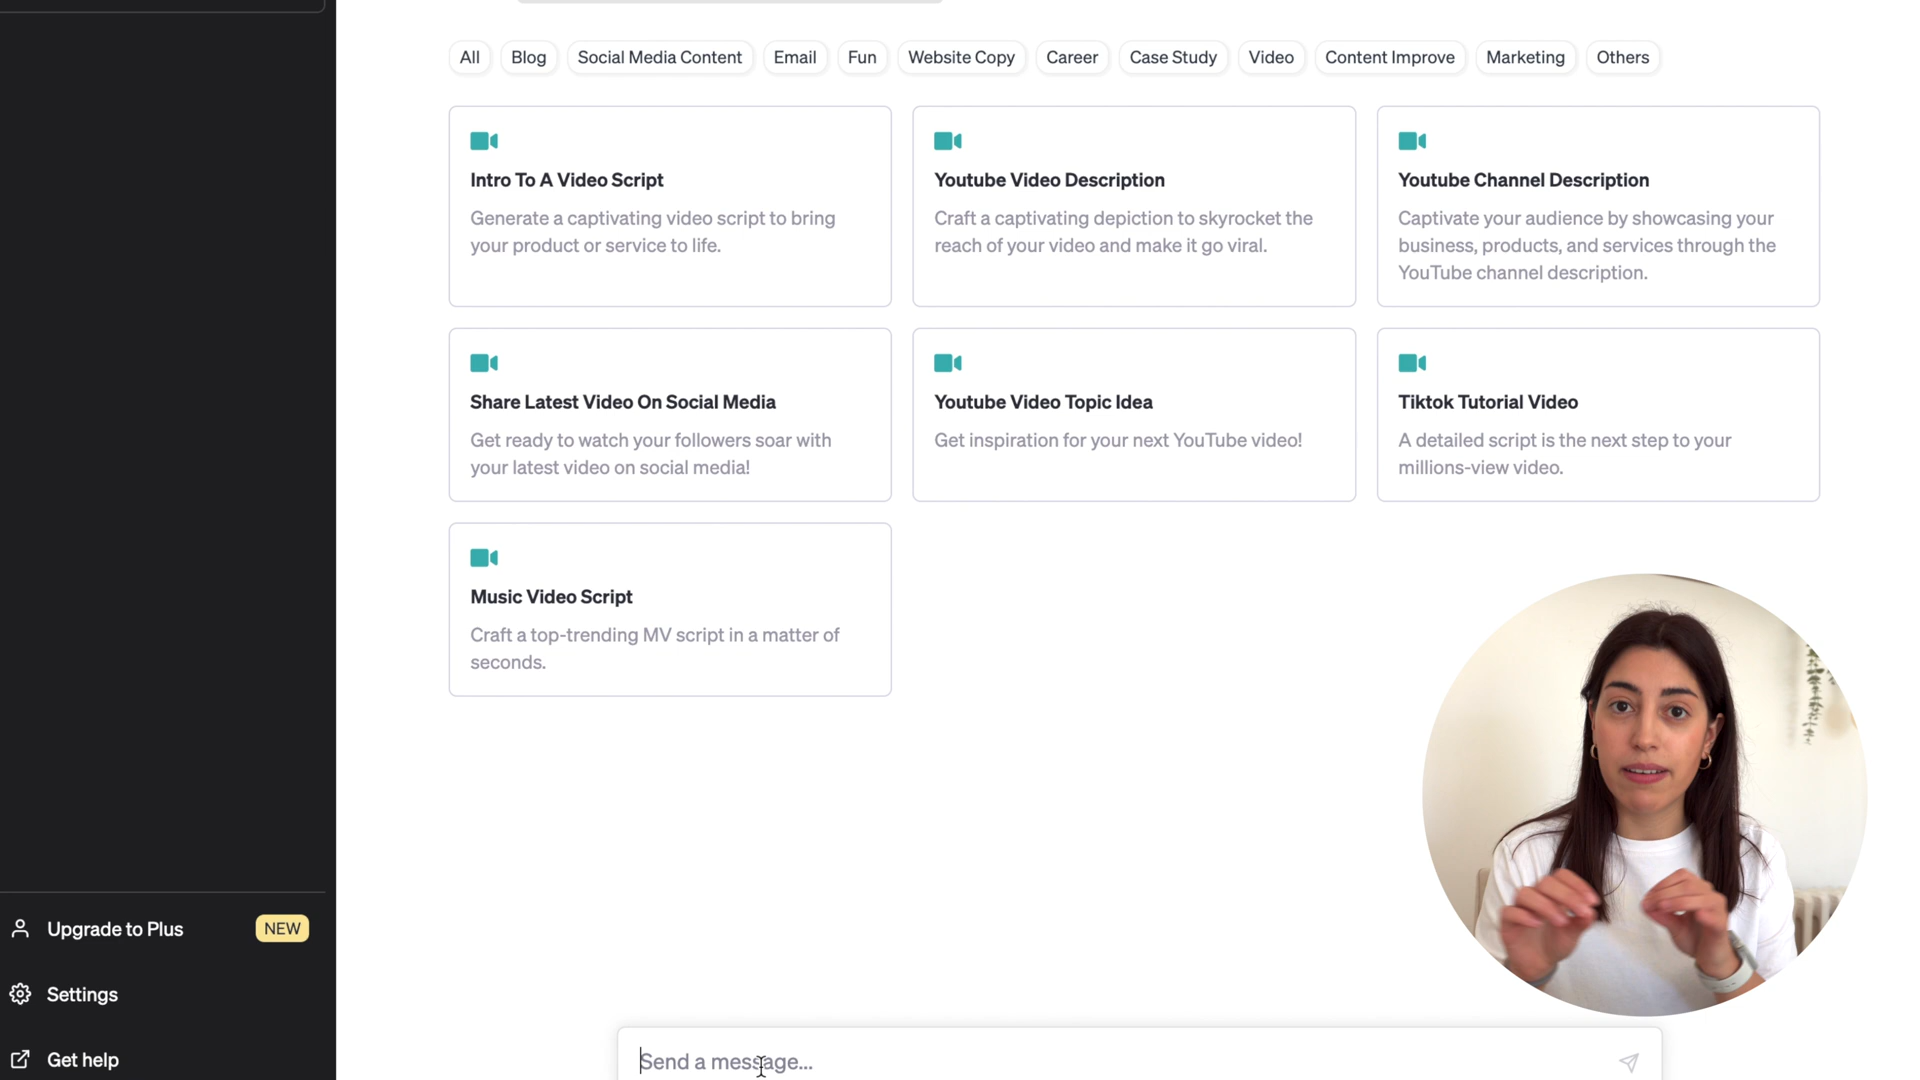 All
Blog
Social Media Content
Email
Fun
Website Copy
Career
Case Study
Video
Content Improve
Marketing
Others
Intro To A Video Script
Generate a captivating video script to bring
your product or service to life.
Youtube Video Description
Craft a captivating depiction to skyrocket the
reach of your video and make it go viral.
Youtube Channel Description
Captivate your audience by showcasing your
business, products, and services through the
YouTube channel description.
Share Latest Video On Social Media
Get ready to watch your followers soar with
your latest video on social media!
Youtube Video Topic Idea
Get inspiration for your next YouTube video!
Tiktok Tutorial Video
A detailed script is the next step to your
millions-view video.
Music Video Script
Craft a top-trending MV script in a matter of
seconds.
Upgrade to Plus
NEW
Settings
Get help
Send a message...